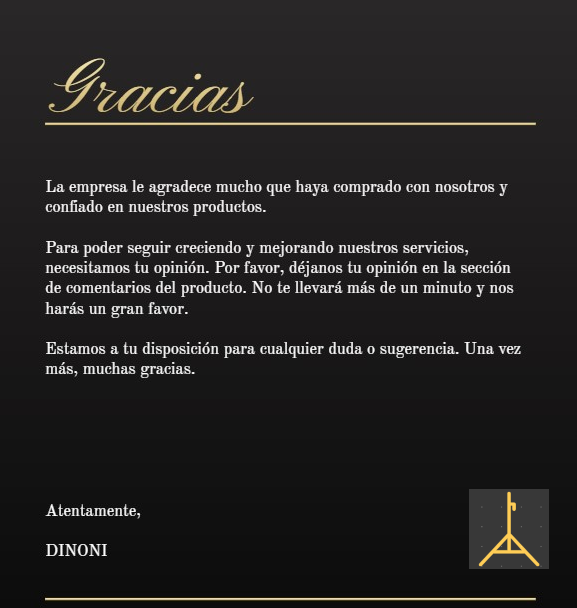 Gracias
La empresa le agradece mucho que haya comprado con nosotros y
confiado en nuestros productos.
Para poder seguir creciendo y mejorando nuestros servicios,
necesitamos tu opinión. Por favor, déjanos tu opinión en la sección
de comentarios del producto. No te llevará más de un minuto y nos
harás un gran favor.
Estamos a tu disposición para cualquier duda o sugerencia. Una vez
más, muchas gracias.
Atentamente,
DINONI